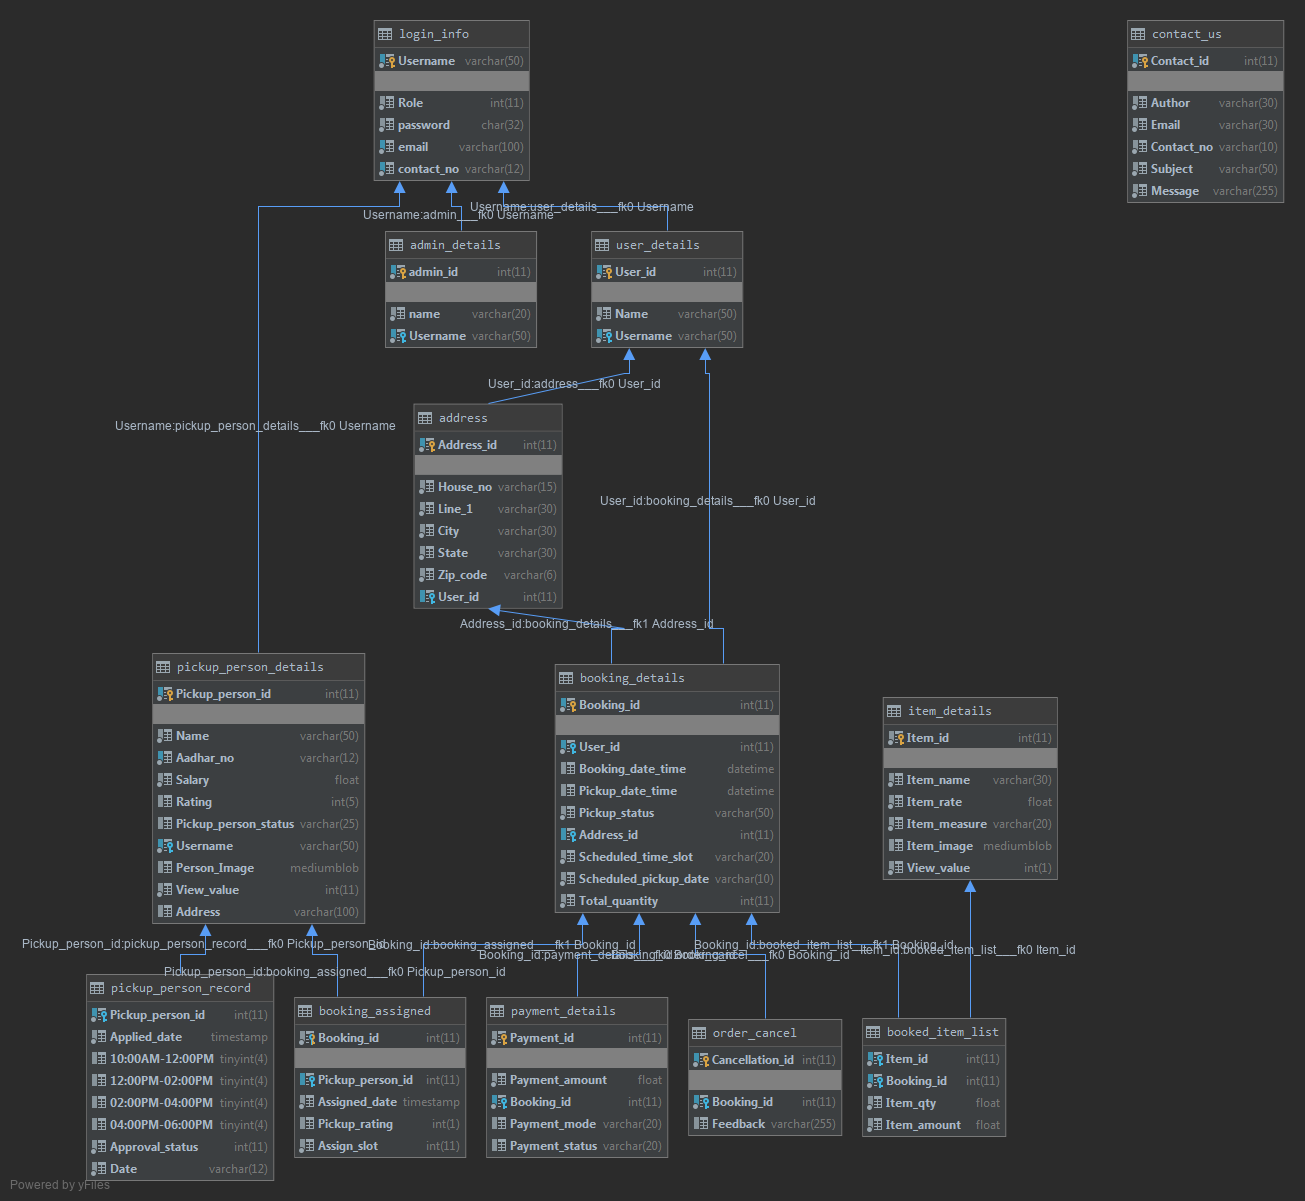 login_info
Username varchar(50)
Role int(11)
password char(32)
email varchar(100)
contact_no varchar(12)
contact_us
Contact_id int(11)
Author varchar(30)
Email varchar(30)
Contact_no varchar(10)
Subject varchar(50)
Message varchar(255)
Username:user_details___fk0 Username
Username:admin___fk0 Username
admin_details
admin_id int(11)
name varchar(20)
Username varchar(50)
user_details
User_id int(11)
Name varchar(50)
Username varchar(50)
User_id:address___fk0 User_id
address
Address_id int(11)
House_no varchar(15)
Line_1 varchar(30)
City varchar(30)
State varchar(30)
Zip_code varchar(6)
User_id int(11)
Username:pickup_person_details___fk0 Username
User_id:booking_details___fk0 User_id
Address_id:booking_details___fk1 Address_id
pickup_person_details
Pickup_person_id int(11)
Name varchar(50)
Aadhar_no varchar(12)
Salary float
Rating int(5)
Pickup_person_status varchar(25)
Username varchar(50)
Person_Image mediumblob
View_value int(11)
Address varchar(100)
booking_details
Booking_id int(11)
User_id int(11)
Booking_date_time datetime
Pickup_date_time datetime
Pickup_status varchar(50)
Address_id int(11)
Scheduled_time_slot varchar(20)
Scheduled_pickup_date varchar(10)
Total_quantity int(11)
item_details
Item_id int(11)
Item_name varchar(30)
Item_rate float
Item_measure varchar(20)
Item_image mediumblob
View_value int(1)
Pickup_person_id:pickup_person_record___fk0 Pickup_person_id
Booking_id:booking_assigned___fk1 Booking_id
Booking_id:booked_item_list___fk1 Booking_id
Booking_id:payment_details___fk0 Booking_id
Booking_id:order_cancel___fk0 Booking_id
Item_id:booked_item_list___fk0 Item_id
Pickup_person_id:booking_assigned___fk0 Pickup_person_id
pickup_person_record
Pickup_person_id int(11)
Applied_date timestamp
10:00AM-12:00PM tinyint(4)
12:00PM-02:00PM tinyint(4)
02:00PM-04:00PM tinyint(4)
04:00PM-06:00PM tinyint(4)
Approval_status int(11)
Date varchar(12)
booking_assigned
Booking_id int(11)
Pickup_person_id int(11)
Assigned_date timestamp
Pickup_rating int(1)
Assign_slot int(11)
payment_details
Payment_id int(11)
Payment_amount float
Booking_id int(11)
Payment_mode varchar(20)
Payment_status varchar(20)
order_cancel
Cancellation_id int(11)
Booking_id int(11)
Feedback varchar(255)
booked_item_list
Item_id int(11)
Booking_id int(11)
Item_qty float
Item_amount float
Powered by yFiles